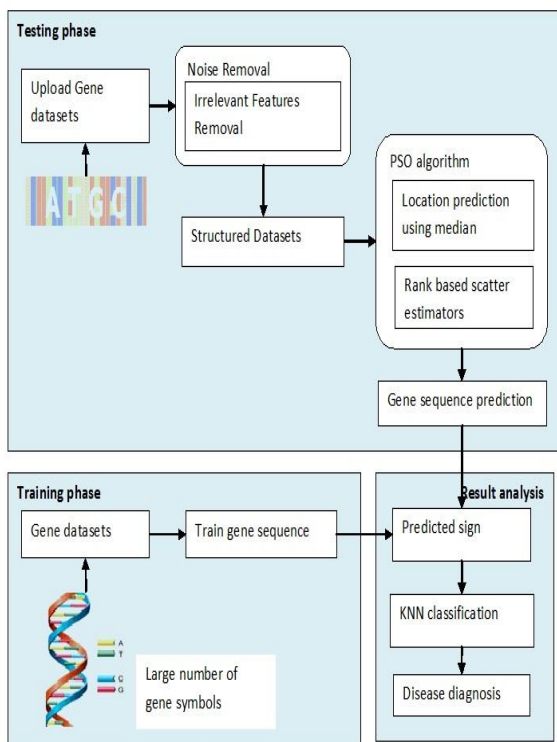 Testing phase
Upload Gene
datasets
Noise Removal
Irrelevant Features
Removal
ATGC
Structured Datasets
PSO algorithm
Location prediction
using median
Rank based scatter
estimators
Gene sequence prediction
Training phase
Gene datasets
Train gene sequence
A
T
C
G
Large number of
gene symbols
Result analysis
Predicted sign
KNN classification
Disease diagnosis